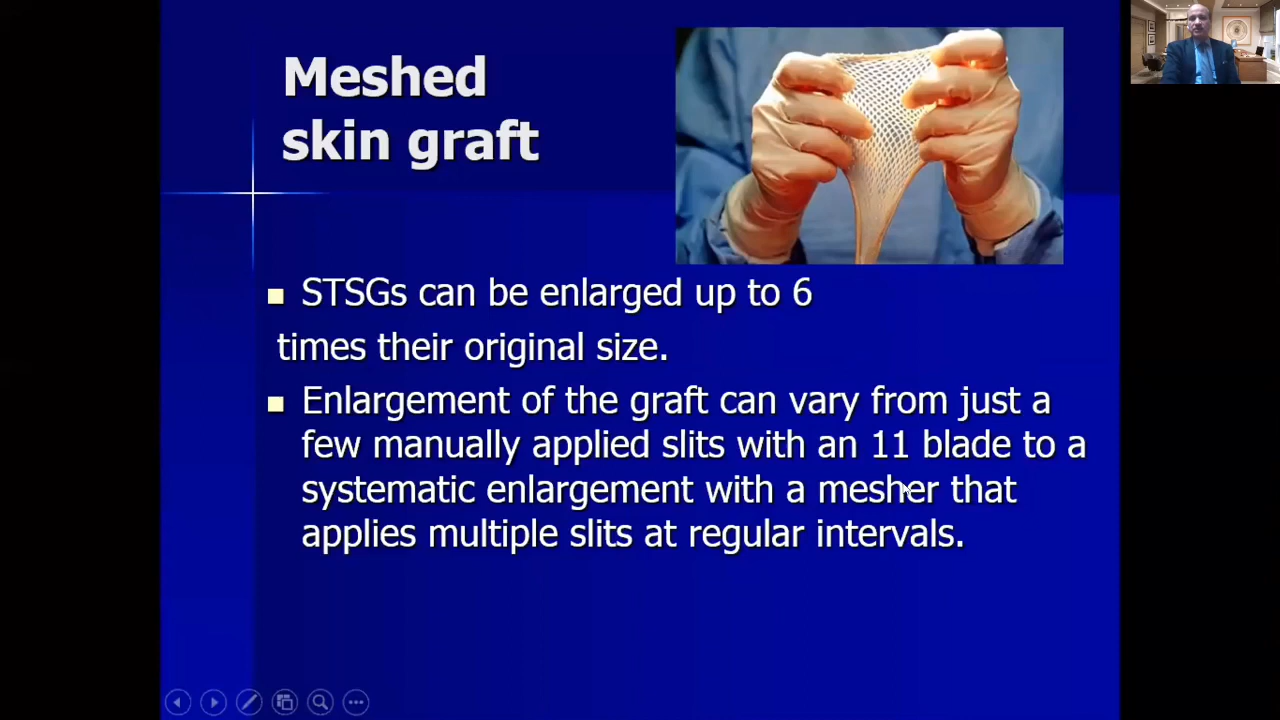 Meshed
skin graft
STSGs can be enlarged up to 6
times their original size.
Enlargement of the graft can vary from just a
few manually applied slits with an 11 blade to a
systematic enlargement with a mesher that
applies multiple slits at regular intervals.